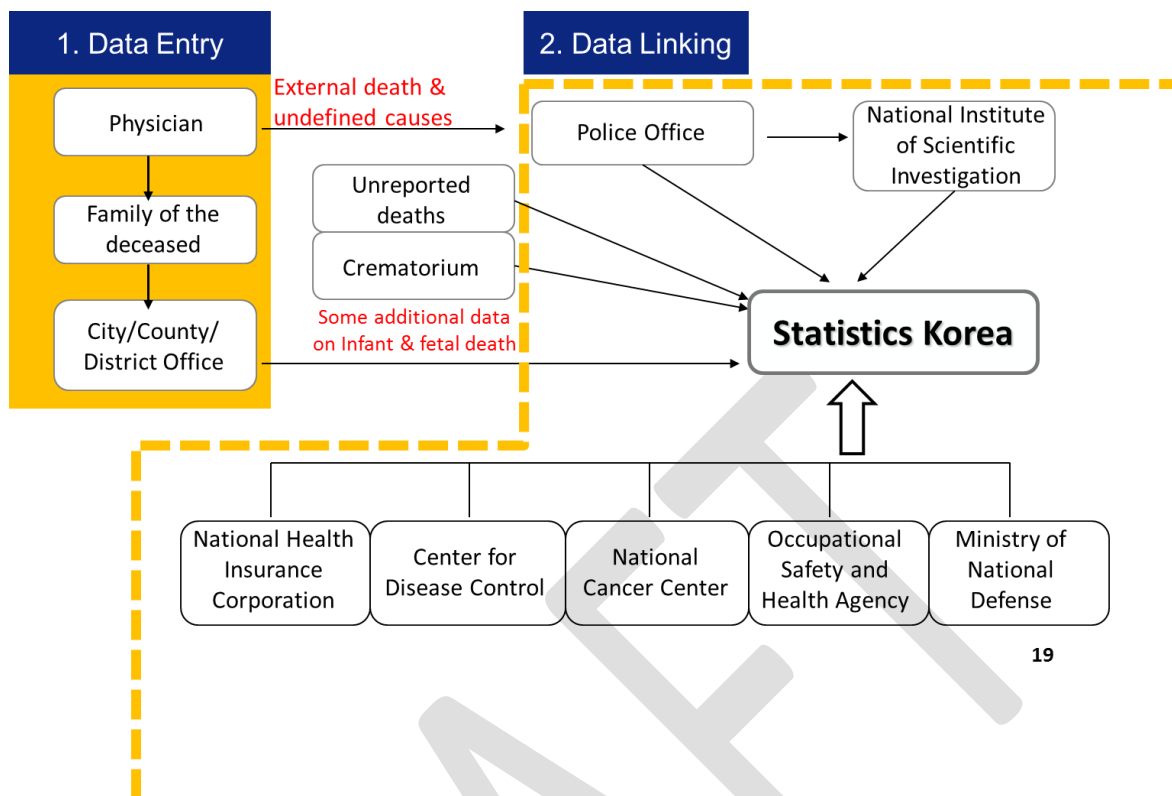 1. Data Entry
2. Data Linking
Physician
External death &
undefined causes
Police Office
National Institute
of Scientific
Investigation
Unreported
deaths
Family of the
deceased
Crematorium
City/County/
District Office
Some additional data
on Infant & fetal death
Statistics Korea
National Health
Insurance
Corporation
Center for
Disease Control
National
Cancer Center
Occupational
Safety and
Health Agency
Ministry of
National
Defense
19
AFT